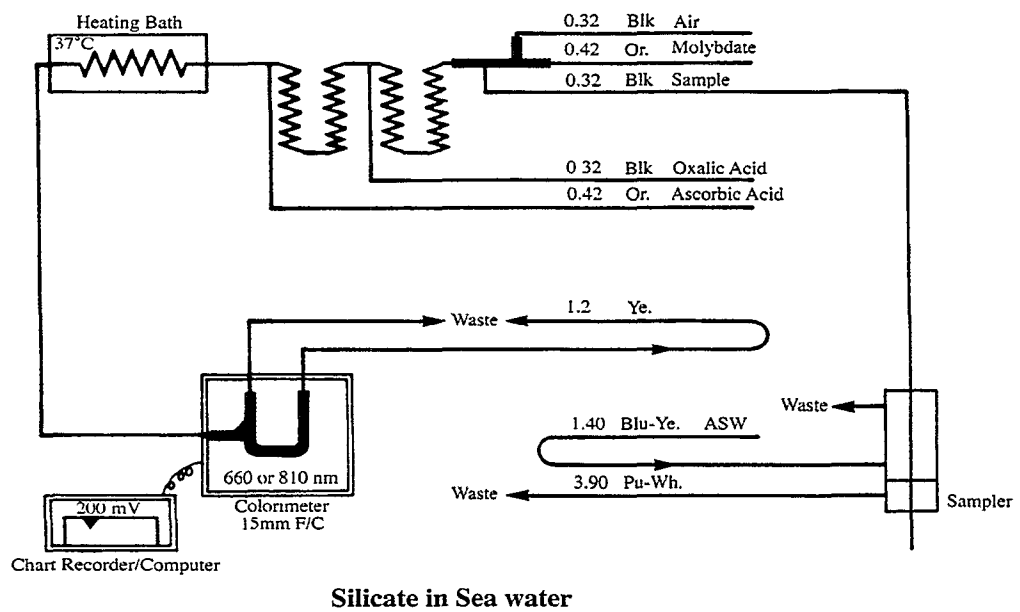 Heating Bath
37°C
0.32 Blk Air
0.42 Or. Molybdate
0.32 Blk Sample
0 32 Blk Oxalic Acid
0.42 Or. Ascorbic Acid
Waste
1.2 Ye.
Waste
1.40 Blu-Ye. ASW
Waste
3.90 Pu-Wh.
Sampler
660 or 810 nm
Colorimeter
15mm F/C
200 mV
Chart Recorder/Computer
Silicate in Sea water